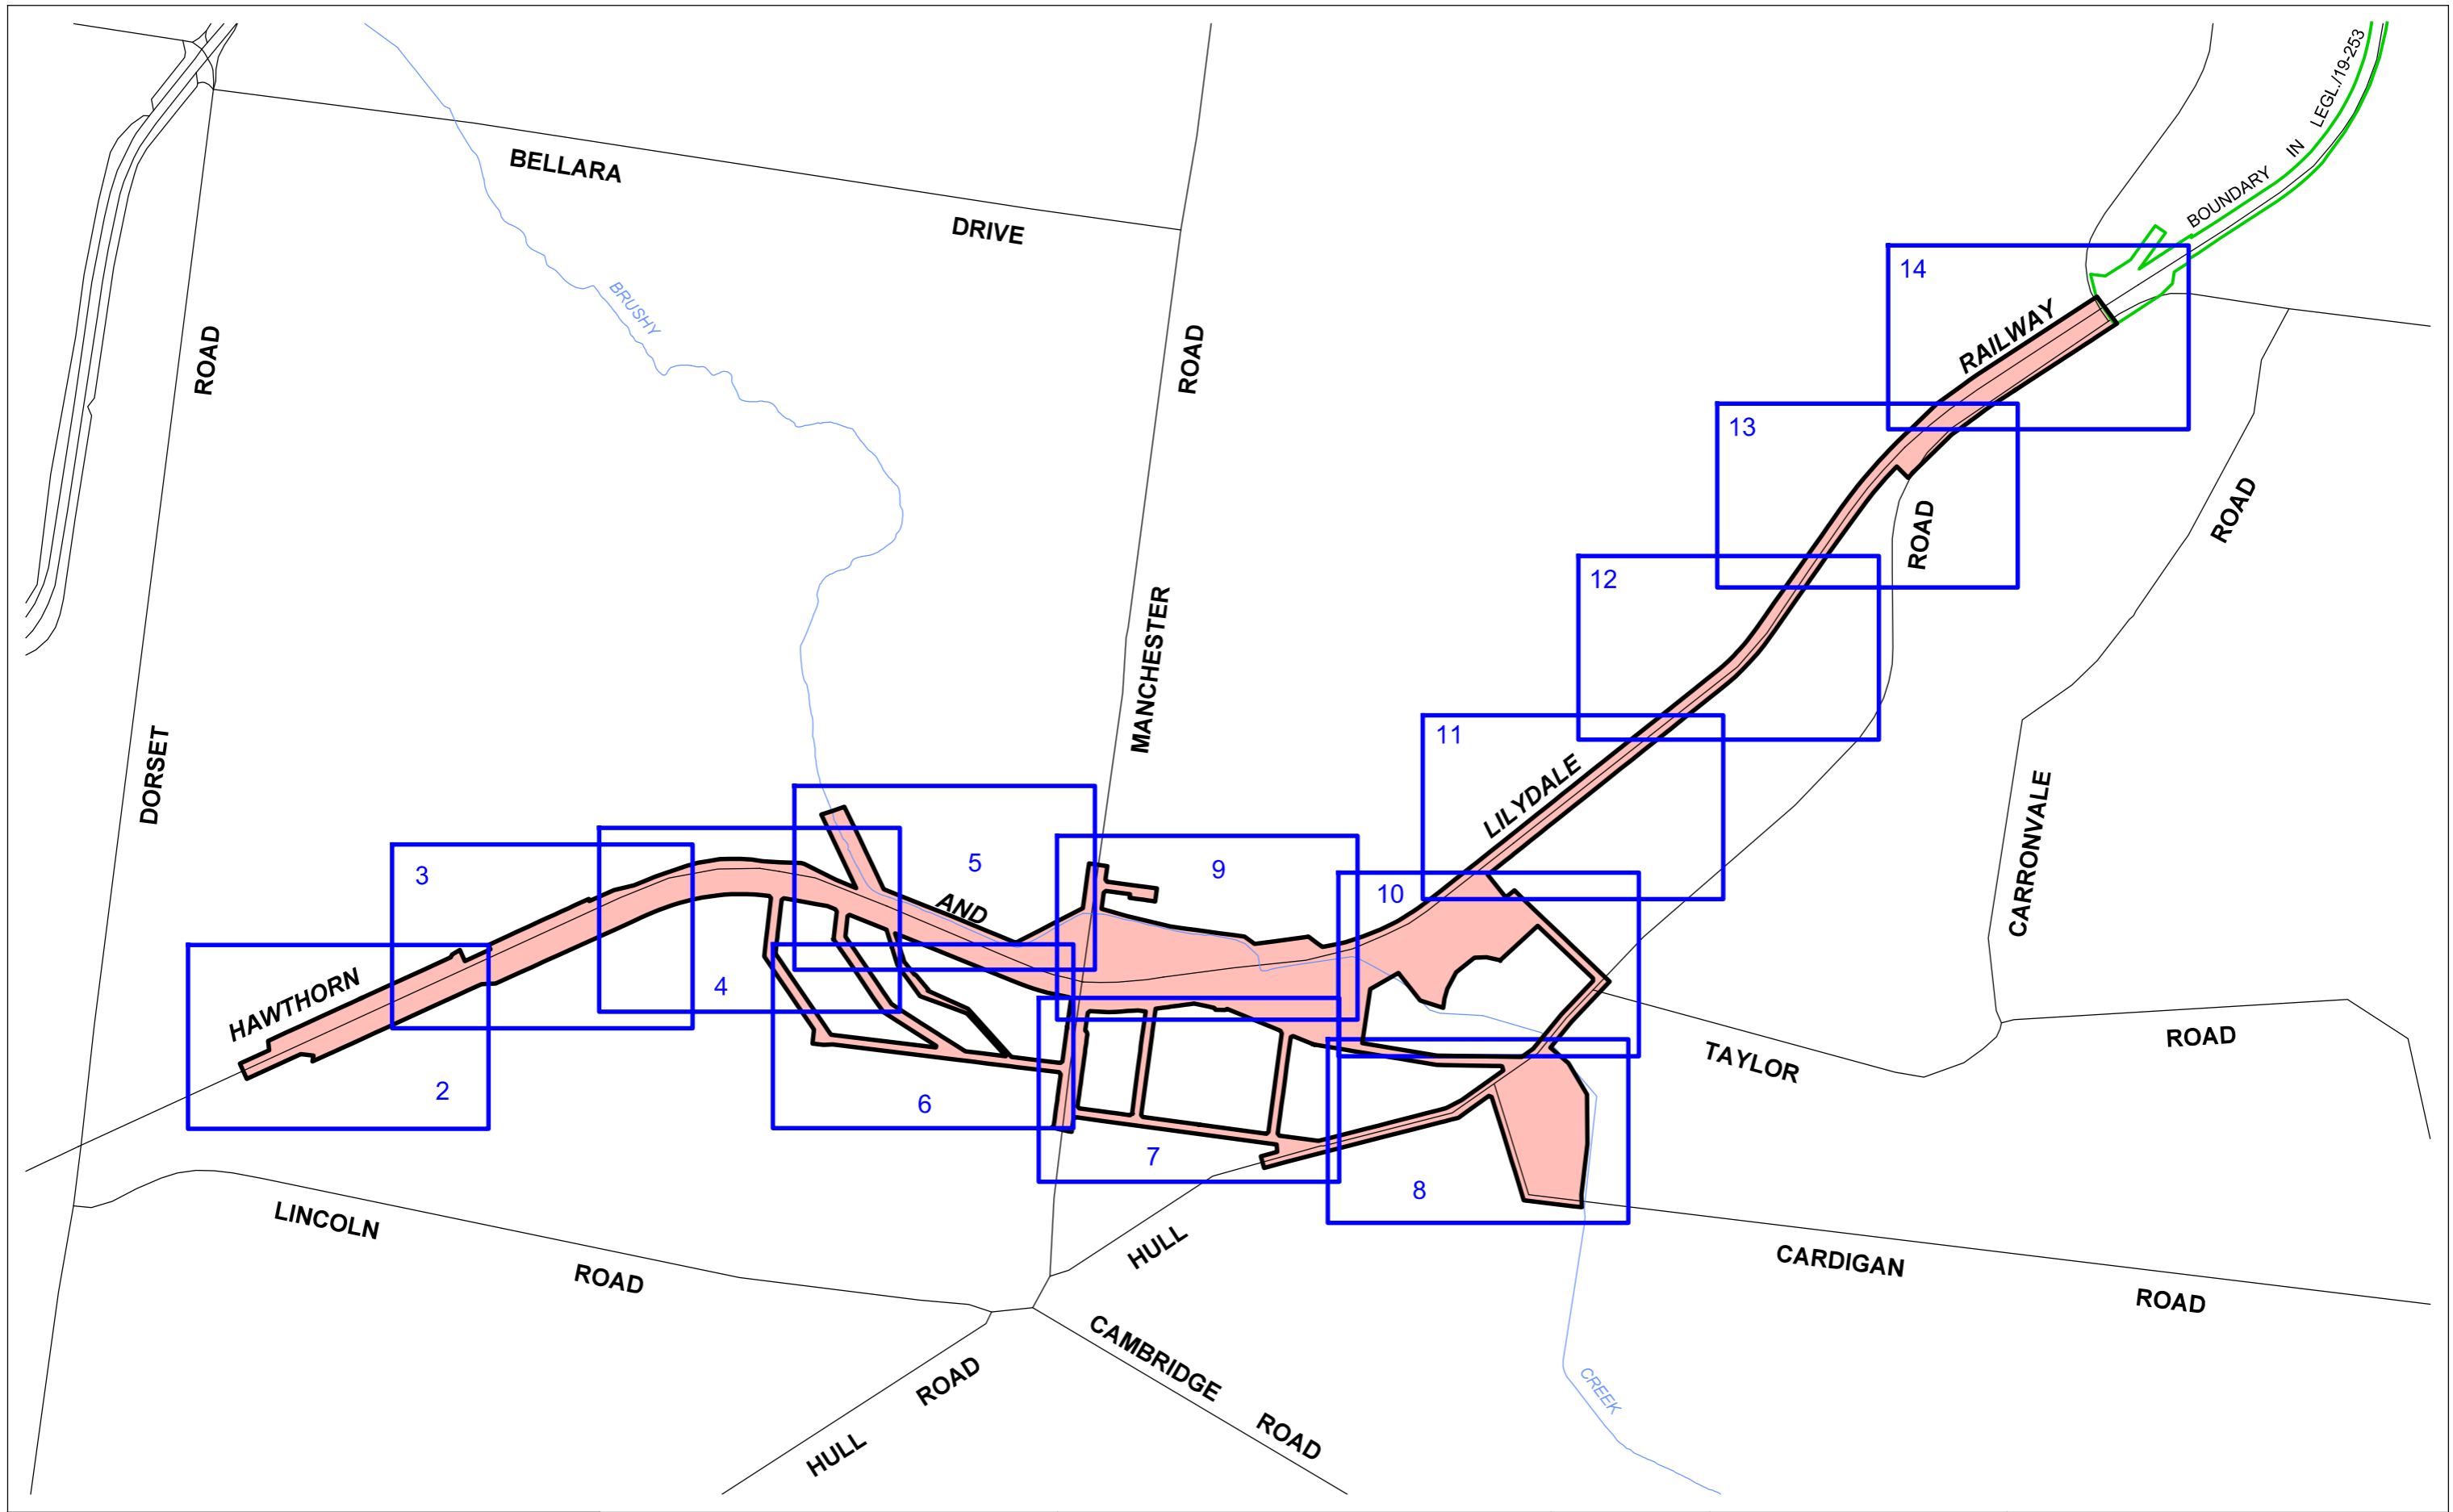 BELLARA
DRIVE
BRUSHY
ROAD
ROAD
BOUNDARY IN LEGL./19-253
14
RAILWAY
13
ROAD
ROAD
12
MANCHESTER
11
DORSET
LILYDALE
CARRONVALE
5
3
9
10
AND
4
HAWTHORN
2
6
7
8
TAYLOR
ROAD
LINCOLN
ROAD
HULL
CARDIGAN
ROAD
CAMBRIDGE
ROAD
HULL
ROAD
CREEK